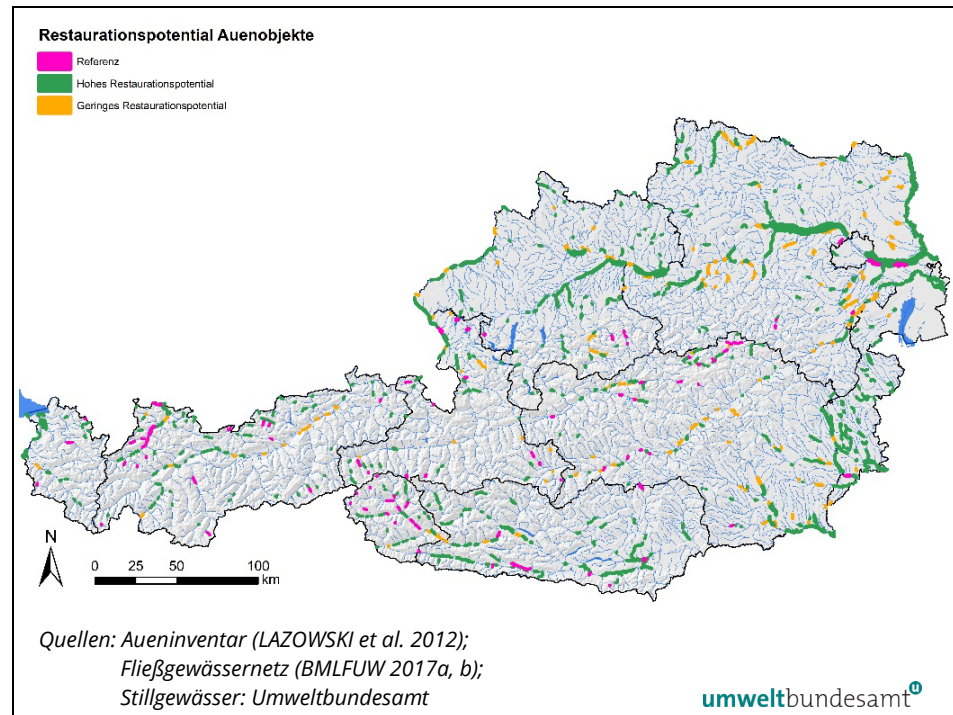 Restaurationspotential Auenobjekte
Referenz
Hohes Restaurationspotential
Geringes Restaurationspotential
N
0 25 50 100
km
Quellen: Aueninventar (LAZOWSKI et al. 2012);
Fließgewässernetz (BMLFUW 2017a, b);
Stillgewässer: Umweltbundesamt
umweltbundesamt u